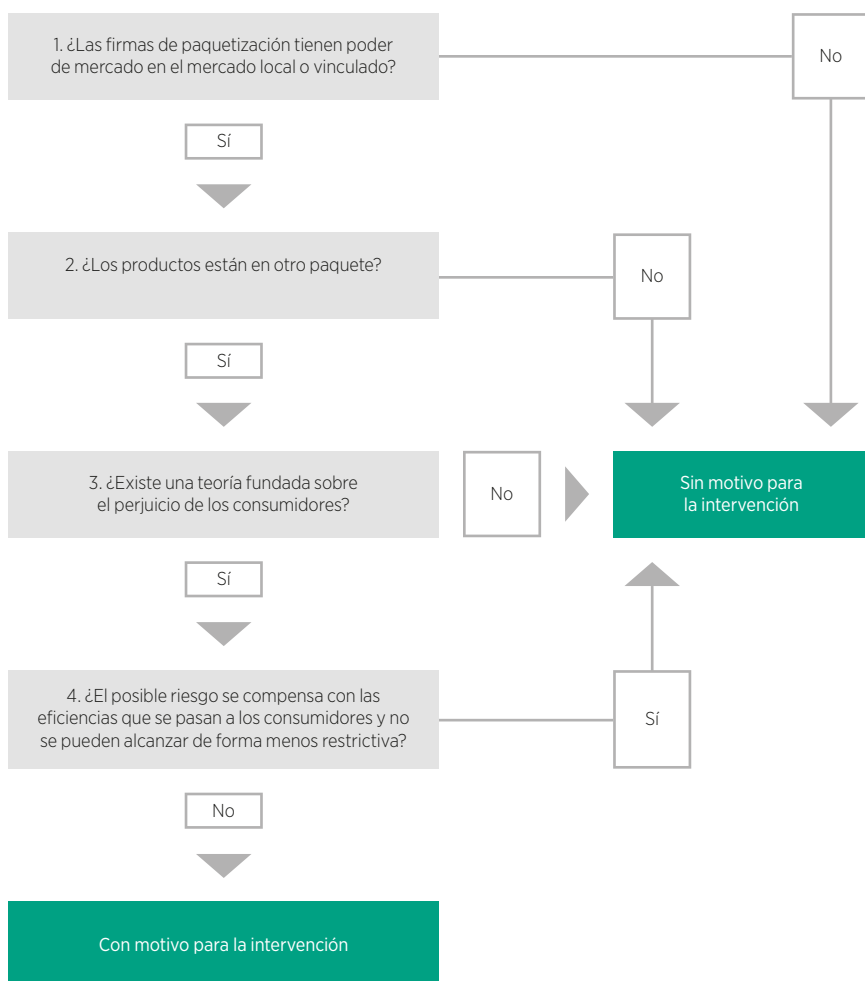 1. ¿Las firmas de paquetización tienen poder
de mercado en el mercado local o vinculado?
No
Sí
2. ¿Los productos están en otro paquete?
No
Sí
3. ¿Existe una teoría fundada sobre
el perjuicio de los consumidores?
No
Sin motivo para
la intervención
Sí
4. ¿El posible riesgo se compensa con las
eficiencias que se pasan a los consumidores y no
se pueden alcanzar de forma menos restrictiva?
Sí
No
Con motivo para la intervención